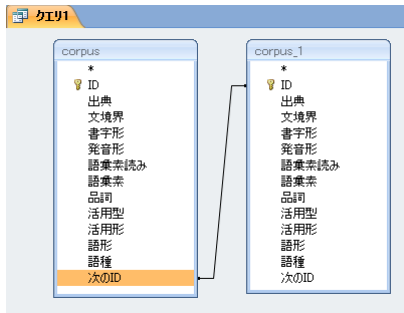 クエリ1
corpus
*
ID
出典
文境界
書字形
発音形
語彙素読み
語彙素
品詞
活用型
活用形
語形
語種
次のID
corpus_1
*
ID
出典
文境界
書字形
発音形
語彙素読み
語彙素
品詞
活用型
活用形
語形
語種
次のID